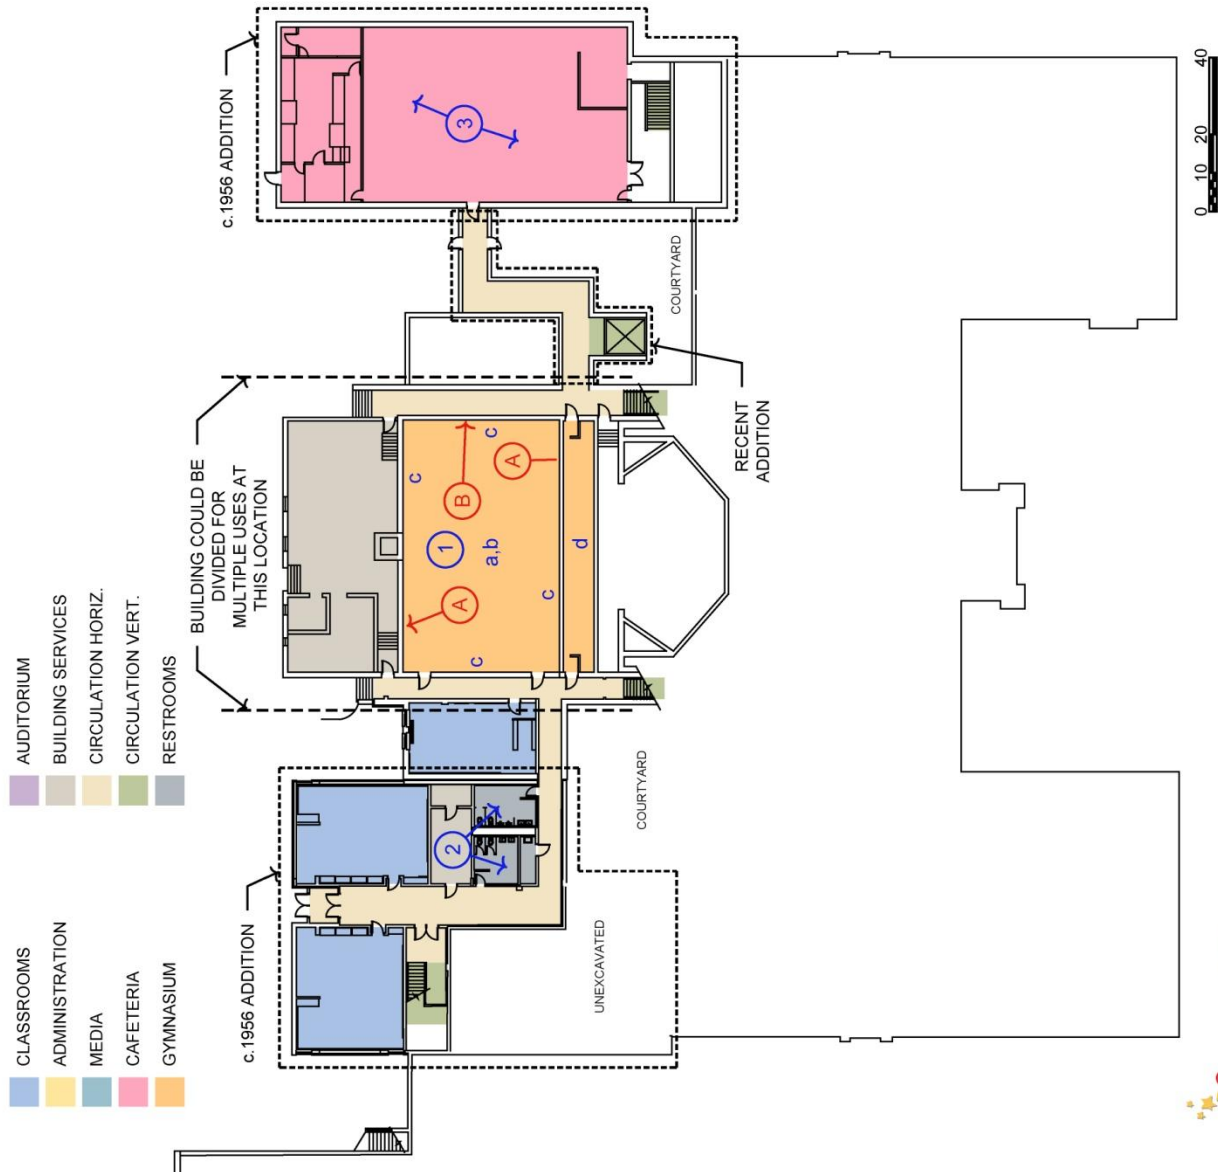 CLASSROOMS
ADMINISTRATION
MEDIA
CAFETERIA
GYMNASIUM
AUDITORIUM
BUILDING SERVICES
CIRCULATION HORIZ.
CIRCULATION VERT.
RESTROOMS
c.1956 ADDITION
BUILDING COULD BE
DIVIDED FOR
MULTIPLE USES AT
THIS LOCATION
c.1956 ADDITION
2
c
A
c
1
a,b
B
c
c
A
d
3
UNEXCAVATED
COURTYARD
RECENT
ADDITION
COURTYARD
0 10 20 40